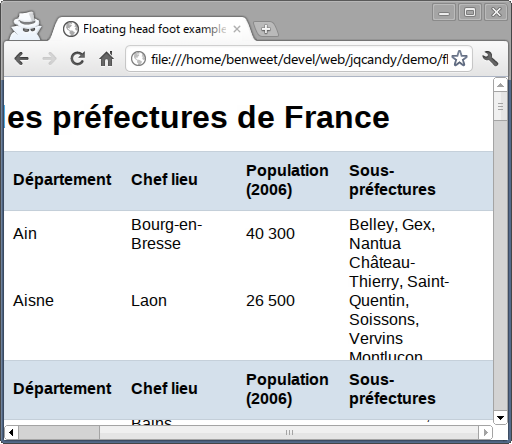 Floating head foot example
file:///home/benweet/devel/web/jqcandy/demo/fl
les préfectures de France
Département Chef lieu Population (2006) Sous-préfectures
Ain Bourg-en-Bresse 40 300 Belley, Gex, Nantua
Aisne Laon 26 500 Château-Thierry, Saint-Quentin, Soissons, Vervins
Montluçon
Département Chef lieu Population (2006) Sous-préfectures
Bains